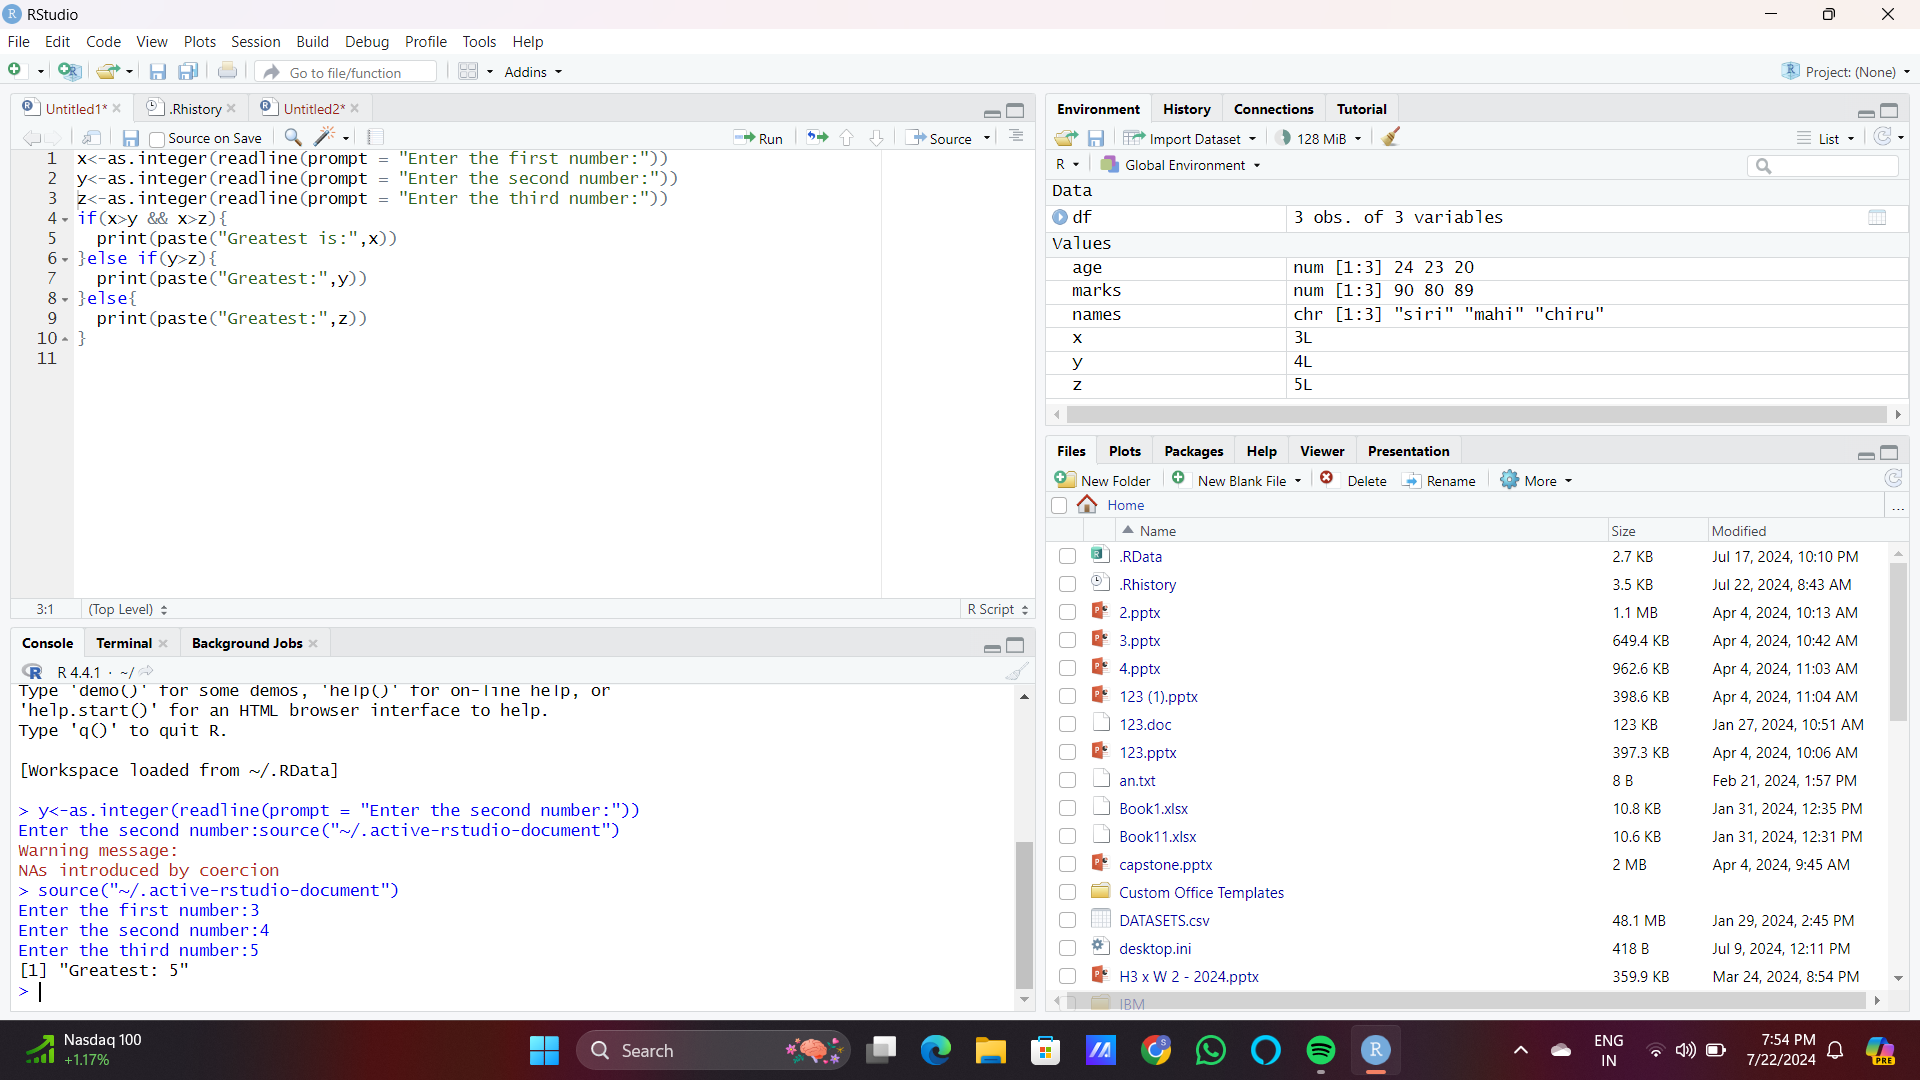 RStudio
File Edit Code View Plots Session Build Debug Profile Tools Help
Go to file/function
Addins
Project: (None)
Untitled1* .Rhistory Untitled2*
Source on Save
Run
Source
1 x<-as.integer(readline(prompt = "Enter the first number:"))
2 y<-as.integer(readline(prompt = "Enter the second number:"))
3 z<-as.integer(readline(prompt = "Enter the third number:"))
4 if(x>y && x>z){
5 print(paste("Greatest is:",x))
6 }else if(y>z){
7 print(paste("Greatest:",y))
8 }else{
9 print(paste("Greatest:",z))
10 }
11
3:1 (Top Level) R Script
Console Terminal Background Jobs
R 4.4.1 · ~/
Type 'demo()' for some demos, 'help()' for on-line help, or
'help.start()' for an HTML browser interface to help.
Type 'q()' to quit R.
[Workspace loaded from ~/.RData]
> y<-as.integer(readline(prompt = "Enter the second number:"))
Enter the second number:source("~/.active-rstudio-document")
Warning message:
NAs introduced by coercion
> source("~/.active-rstudio-document")
Enter the first number:3
Enter the second number:4
Enter the third number:5
[1] "Greatest: 5"
>
Environment History Connections Tutorial
Import Dataset 128 MiB List
R Global Environment
Data
df 3 obs. of 3 variables
Values
age num [1:3] 24 23 20
marks num [1:3] 90 80 89
names chr [1:3] "siri" "mahi" "chiru"
x 3L
y 4L
z 5L
Files Plots Packages Help Viewer Presentation
New Folder New Blank File Delete Rename More
Home ...
Name Size Modified
.RData 2.7 KB Jul 17, 2024, 10:10 PM
.Rhistory 3.5 KB Jul 22, 2024, 8:43 AM
2.pptx 1.1 MB Apr 4, 2024, 10:13 AM
3.pptx 649.4 KB Apr 4, 2024, 10:42 AM
4.pptx 962.6 KB Apr 4, 2024, 11:03 AM
123 (1).pptx 398.6 KB Apr 4, 2024, 11:04 AM
123.doc 123 KB Jan 27, 2024, 10:51 AM
123.pptx 397.3 KB Apr 4, 2024, 10:06 AM
an.txt 8 B Feb 21, 2024, 1:57 PM
Book1.xlsx 10.8 KB Jan 31, 2024, 12:35 PM
Book11.xlsx 10.6 KB Jan 31, 2024, 12:31 PM
capstone.pptx 2 MB Apr 4, 2024, 9:45 AM
Custom Office Templates
DATASETS.csv 48.1 MB Jan 29, 2024, 2:45 PM
desktop.ini 418 B Jul 9, 2024, 12:11 PM
H3 x W 2 - 2024.pptx 359.9 KB Mar 24, 2024, 8:54 PM
IBM
Nasdaq 100
+1.17%
Search
ENG
IN
7:54 PM
7/22/2024
PRE